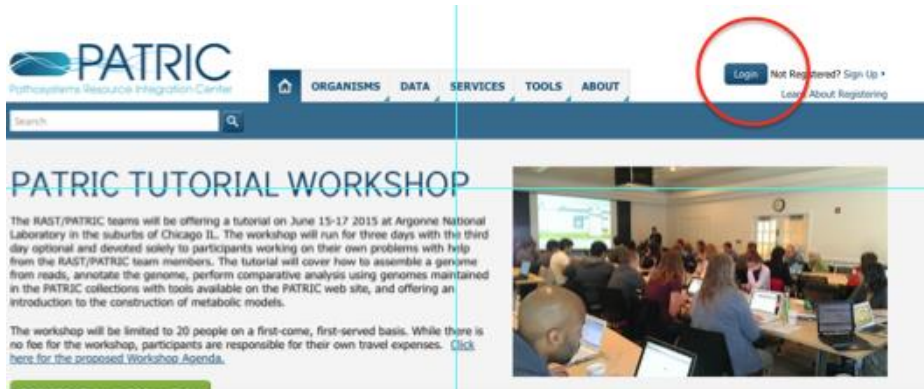 PATRIC
Pathosystems Resource Integration Center
ORGANISMS DATA SERVICES TOOLS ABOUT
Login Not Registered? Sign Up
Learn About Registering
Search
PATRIC TUTORIAL WORKSHOP
The RAST/PATRIC teams will be offering a tutorial on June 15-17 2015 at Argonne National
Laboratory in the suburbs of Chicago IL. The workshop will run for three days with the third
day optional and devoted solely to participants working on their own problems with help
from the RAST/PATRIC team members. The tutorial will cover how to assemble a genome
from reads, annotate the genome, perform comparative analysis using genomes maintained
in the PATRIC collections with tools available on the PATRIC web site, and offering an
introduction to the construction of metabolic models.
The workshop will be limited to 20 people on a first-come, first-served basis. While there is
no fee for the workshop, participants are responsible for their own travel expenses. Click
here for the proposed Workshop Agenda.